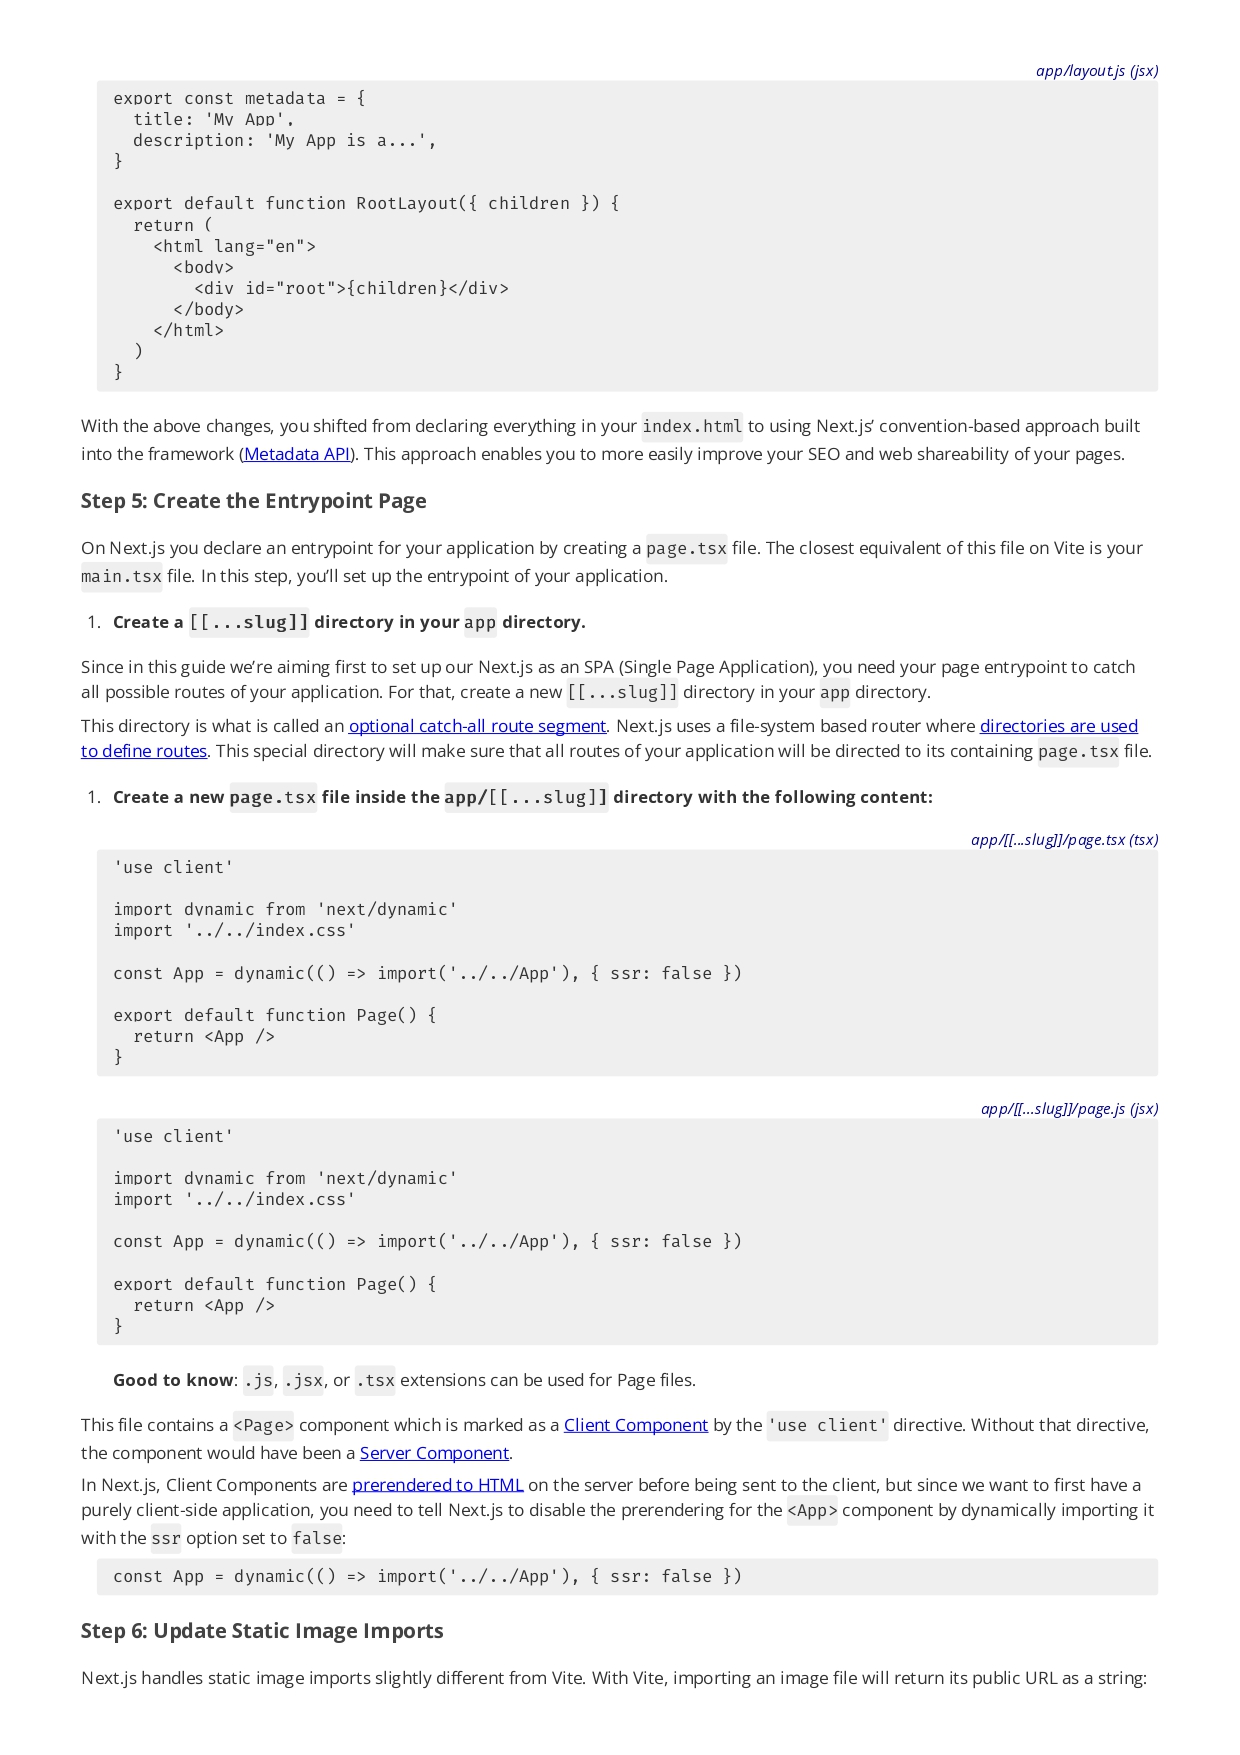 app/layout.js (jsx)
export const metadata = {
  title: 'My App',
  description: 'My App is a...',
}

export default function RootLayout({ children }) {
  return (
    <html lang="en">
      <body>
        <div id="root">{children}</div>
      </body>
    </html>
  )
}
With the above changes, you shifted from declaring everything in your index.html to using Next.js’ convention-based approach built
into the framework (Metadata API). This approach enables you to more easily improve your SEO and web shareability of your pages.
Step 5: Create the Entrypoint Page
On Next.js you declare an entrypoint for your application by creating a page.tsx file. The closest equivalent of this file on Vite is your
main.tsx file. In this step, you’ll set up the entrypoint of your application.
1. Create a [[...slug]] directory in your app directory.
Since in this guide we’re aiming first to set up our Next.js as an SPA (Single Page Application), you need your page entrypoint to catch
all possible routes of your application. For that, create a new [[...slug]] directory in your app directory.
This directory is what is called an optional catch-all route segment. Next.js uses a file-system based router where directories are used
to define routes. This special directory will make sure that all routes of your application will be directed to its containing page.tsx file.
1. Create a new page.tsx file inside the app/[[...slug]] directory with the following content:
app/[[...slug]]/page.tsx (tsx)
'use client'

import dynamic from 'next/dynamic'
import '../../index.css'

const App = dynamic(() => import('../../App'), { ssr: false })

export default function Page() {
  return <App />
}
app/[[...slug]]/page.js (jsx)
'use client'

import dynamic from 'next/dynamic'
import '../../index.css'

const App = dynamic(() => import('../../App'), { ssr: false })

export default function Page() {
  return <App />
}
Good to know: .js, .jsx, or .tsx extensions can be used for Page files.
This file contains a <Page> component which is marked as a Client Component by the 'use client' directive. Without that directive,
the component would have been a Server Component.
In Next.js, Client Components are prerendered to HTML on the server before being sent to the client, but since we want to first have a
purely client-side application, you need to tell Next.js to disable the prerendering for the <App> component by dynamically importing it
with the ssr option set to false:
const App = dynamic(() => import('../../App'), { ssr: false })
Step 6: Update Static Image Imports
Next.js handles static image imports slightly different from Vite. With Vite, importing an image file will return its public URL as a string: